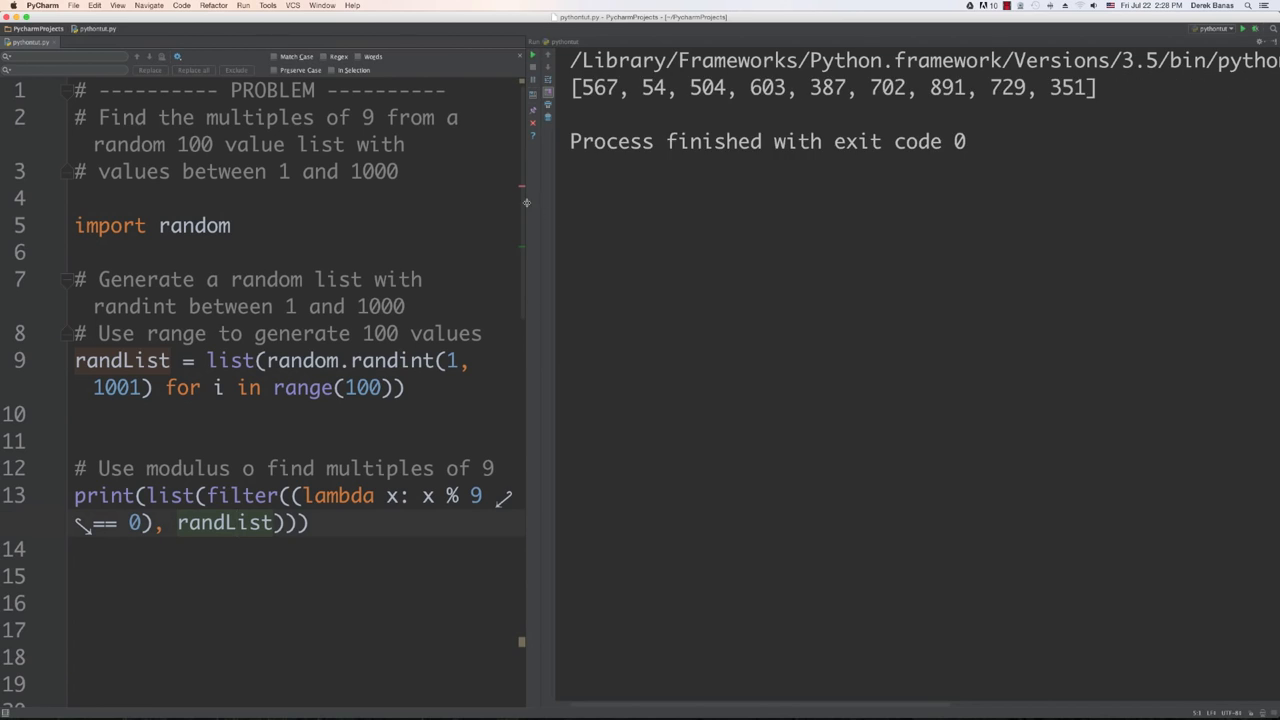 PyCharm File Edit View Navigate Code Refactor Run Tools VCS Window Help
10 Fri Jul 22 2:28 PM Derek Banas
pythontut.py - PycharmProjects - [~/PycharmProjects]
PycharmProjects pythontut.py
pythontut
pythontut.py
Run pythontut
Match Case Regex Words
Replace Replace all Exclude Preserve Case In Selection
1 # ---------- PROBLEM ----------
2 # Find the multiples of 9 from a
random 100 value list with
3 # values between 1 and 1000
4
5 import random
6
7 # Generate a random list with
randint between 1 and 1000
8 # Use range to generate 100 values
9 randList = list(random.randint(1,
1001) for i in range(100))
10
11
12 # Use modulus o find multiples of 9
13 print(list(filter((lambda x: x % 9
== 0), randList)))
14
15
16
17
18
19
/Library/Frameworks/Python.framework/Versions/3.5/bin/pytho
[567, 54, 504, 603, 387, 702, 891, 729, 351]
Process finished with exit code 0
5:1 LF÷ UTF-8÷